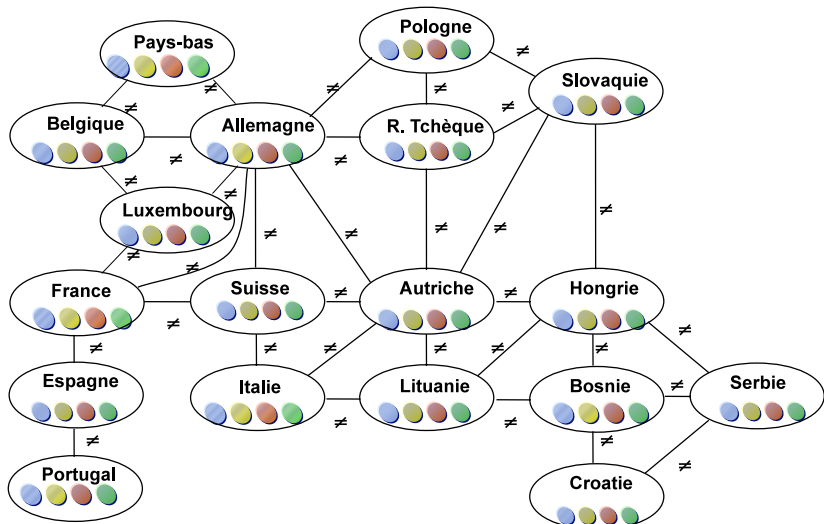 Pologne
≠
Pays-bas
Slovaquie
≠
≠
≠
≠
≠
Belgique
Allemagne
R. Tchèque
≠
≠
≠
≠
Luxembourg
≠
≠
≠
≠
≠
≠
≠
≠
France
Suisse
Autriche
Hongrie
≠
≠
≠
≠
≠
≠
≠
≠
≠
≠
Espagne
Italie
Lituanie
Bosnie
Serbie
≠
≠
≠
≠
≠
≠
Portugal
Croatie